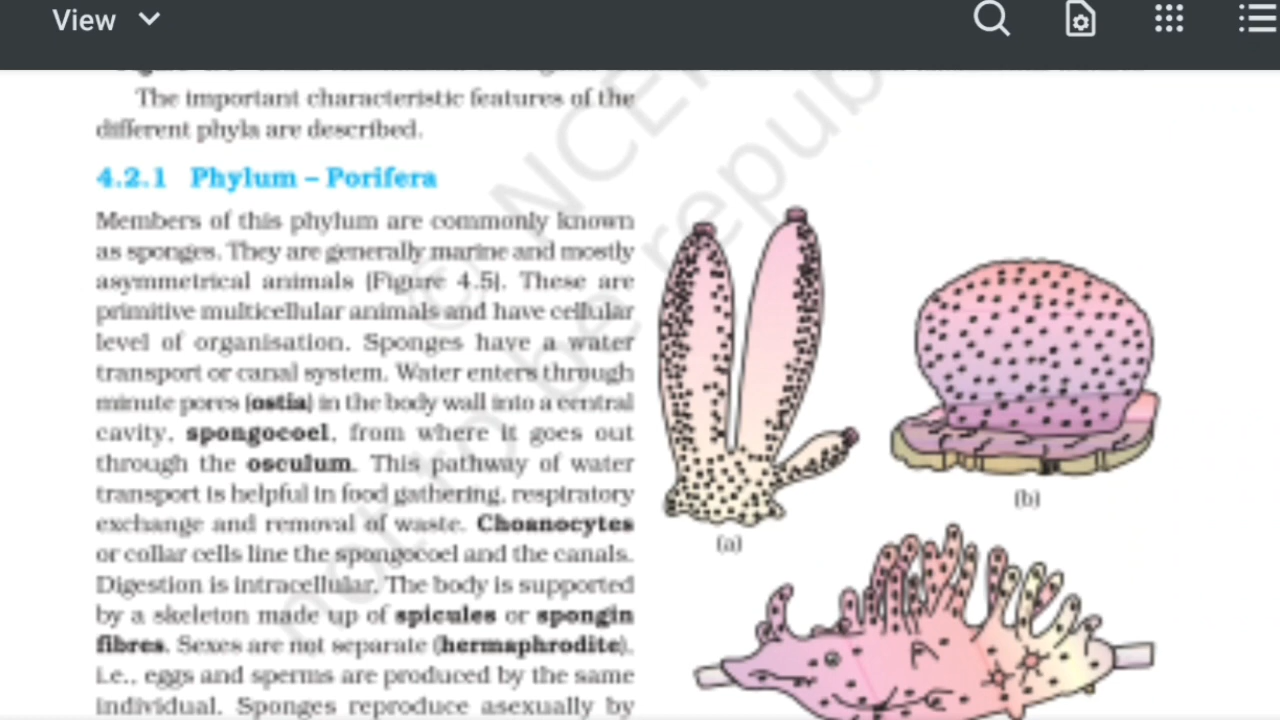 View
The important characteristic features of the
different phyla are described.
4.2.1 Phylum – Porifera
Members of this phylum are commonly known
as sponges. They are generally marine and mostly
asymmetrical animals (Figure 4.5). These are
primitive multicellular animals and have cellular
level of organisation. Sponges have a water
transport or canal system. Water enters through
minute pores (ostia) in the body wall into a central
cavity, spongocoel, from where it goes out
through the osculum. This pathway of water
transport is helpful in food gathering, respiratory
exchange and removal of waste. Choanocytes
or collar cells line the spongocoel and the canals.
Digestion is intracellular. The body is supported
by a skeleton made up of spicules or spongin
fibres. Sexes are not separate (hermaphrodite),
i.e., eggs and sperms are produced by the same
individual. Sponges reproduce asexually by
(a)
(b)
© NCER
not to be repub